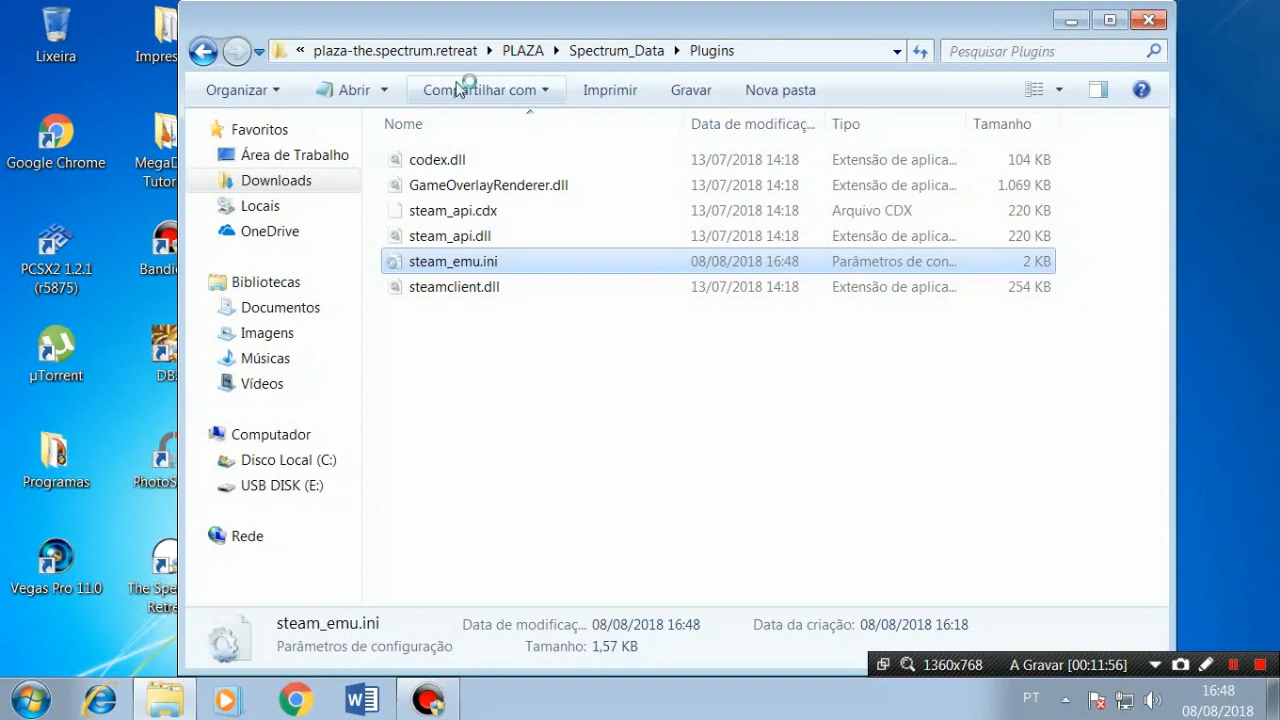 Lixeira
Impres
Google Chrome
MegaD
Tutor
PCSX2 1.2.1
(r5875)
Bandic
µTorrent
DB
Programas
PhotoS
Vegas Pro 11.0
The Spe
Retre
« plaza-the.spectrum.retreat PLAZA Spectrum_Data Plugins
Pesquisar Plugins
Organizar Abrir Compartilhar com Imprimir Gravar Nova pasta
Nome Data de modificaç... Tipo Tamanho
codex.dll 13/07/2018 14:18 Extensão de aplica... 104 KB
GameOverlayRenderer.dll 13/07/2018 14:18 Extensão de aplica... 1.069 KB
steam_api.cdx 13/07/2018 14:18 Arquivo CDX 220 KB
steam_api.dll 13/07/2018 14:18 Extensão de aplica... 220 KB
steam_emu.ini 08/08/2018 16:48 Parâmetros de con... 2 KB
steamclient.dll 13/07/2018 14:18 Extensão de aplica... 254 KB
Favoritos
Área de Trabalho
Downloads
Locais
OneDrive
Bibliotecas
Documentos
Imagens
Músicas
Vídeos
Computador
Disco Local (C:)
USB DISK (E:)
Rede
steam_emu.ini Data de modificaç... 08/08/2018 16:48 Data da criação: 08/08/2018 16:18
Parâmetros de configuração Tamanho: 1,57 KB
1360x768 A Gravar [00:11:56]
PT
16:48
08/08/2018